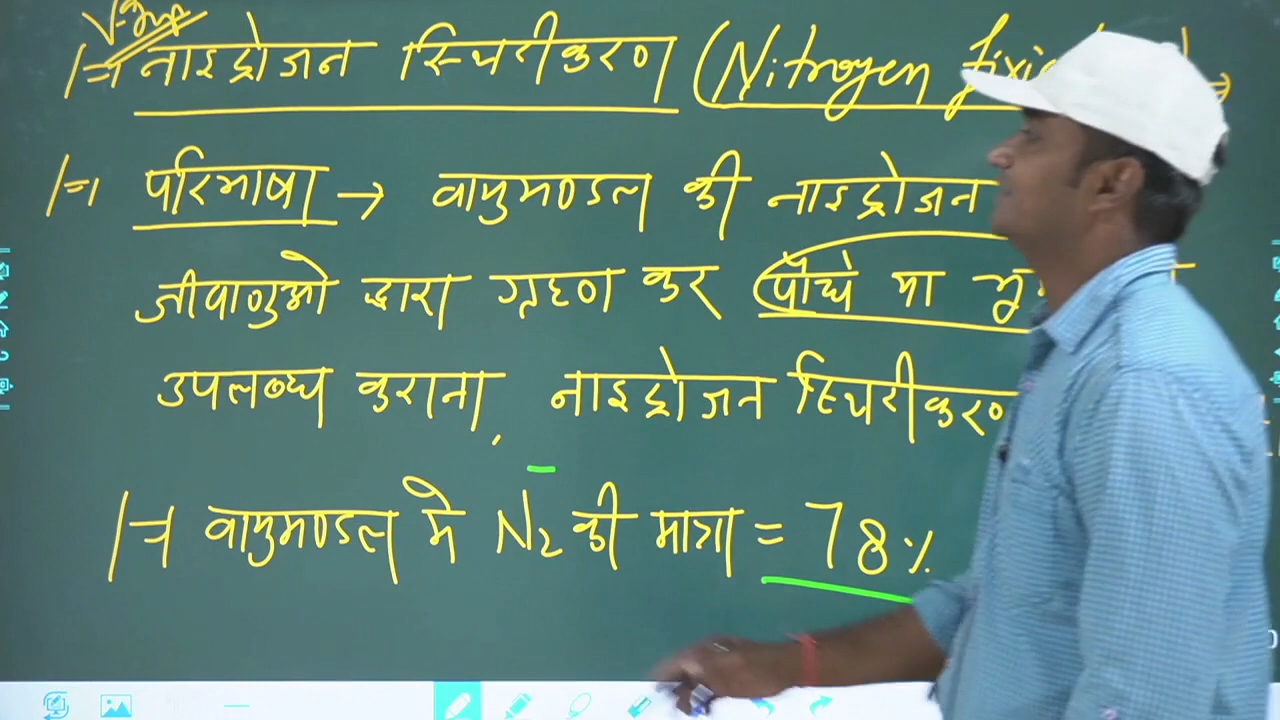 V-Imp
नाइट्रोजन स्थिरीकरण (Nitrogen
परिभाषा → वायुमण्डल की नाइट्रोजन
जीवाणुओ द्वारा ग्रहण कर पौधे या
उपलब्ध कराना, नाइट्रोजन स्थिरीकरण
वायुमण्डल मे N₂ की मात्रा = 78%